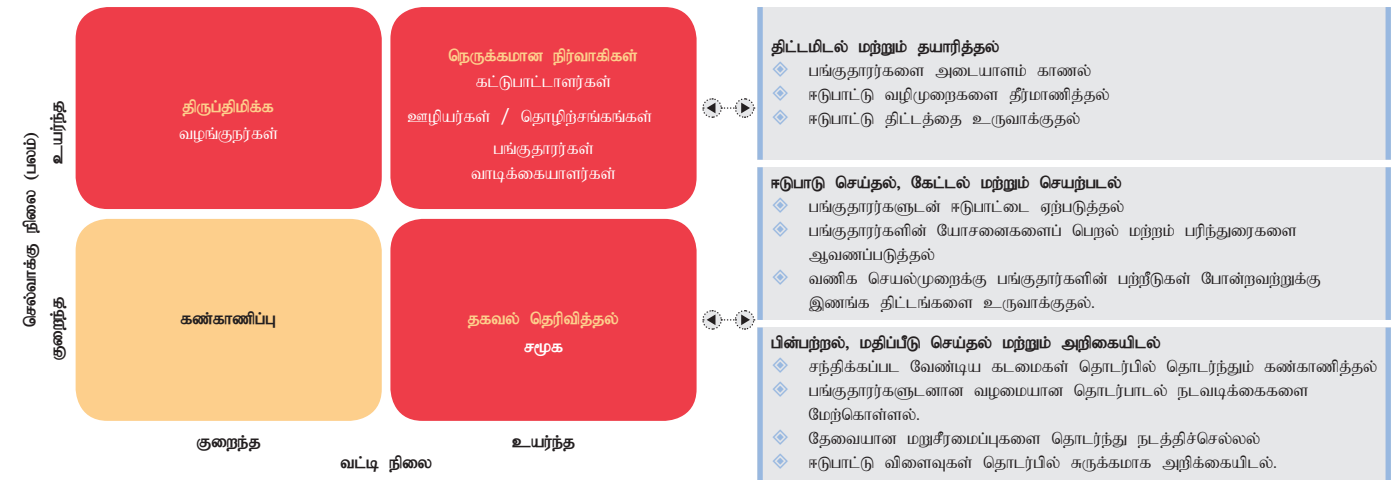 செல்வாக்கு நிலை (பலம்)
உயர்ந்த
குறைந்த
திருப்திமிக்க
வழங்குநர்கள்
நெருக்கமான நிர்வாகிகள்
கட்டுபாட்டாளர்கள்
ஊழியர்கள் / தொழிற்சங்கங்கள்
பங்குதாரர்கள்
வாடிக்கையாளர்கள்
கண்காணிப்பு
தகவல் தெரிவித்தல்
சமூக
குறைந்த
உயர்ந்த
வட்டி நிலை
திட்டமிடல் மற்றும் தயாரித்தல்
பங்குதாரர்களை அடையாளம் காணல்
ஈடுபாட்டு வழிமுறைகளை தீர்மாணித்தல்
ஈடுபாட்டு திட்டத்தை உருவாக்குதல்
ஈடுபாடு செய்தல், கேட்டல் மற்றும் செயற்படல்
பங்குதாரர்களுடன் ஈடுபாட்டை ஏற்படுத்தல்
பங்குதாரர்களின் யோசனைகளைப் பெறல் மற்றம் பரிந்துரைகளை
ஆவணப்படுத்தல்
வணிக செயல்முறைக்கு பங்குதார்களின் பற்றீடுகள் போன்றவற்றுக்கு
இணங்க திட்டங்களை உருவாக்குதல்.
பின்பற்றல், மதிப்பீடு செய்தல் மற்றும் அறிகையிடல்
சந்திக்கப்பட வேண்டிய கடமைகள் தொடர்பில் தொடர்ந்தும் கண்காணித்தல்
பங்குதாரர்களுடனான வழமையான தொடர்பாடல் நடவடிக்கைகளை
மேற்கொள்ளல்.
தேவையான மறுசீரமைப்புகளை தொடர்ந்து நடத்திச்செல்லல்
ஈடுபாட்டு விளைவுகள் தொடர்பில் சுருக்கமாக அறிக்கையிடல்.